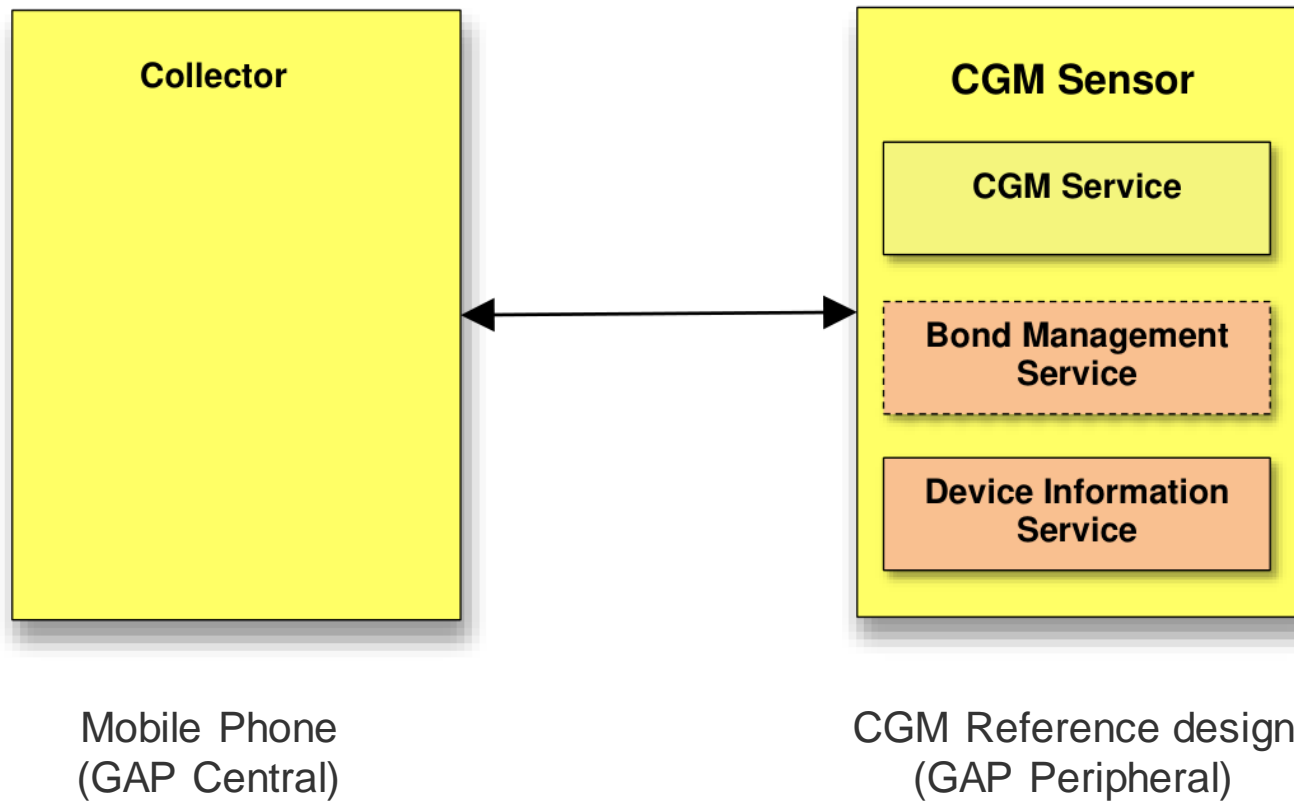 Collector
CGM Sensor
CGM Service
Bond Management
Service
Device Information
Service
Mobile Phone
(GAP Central)
CGM Reference design
(GAP Peripheral)